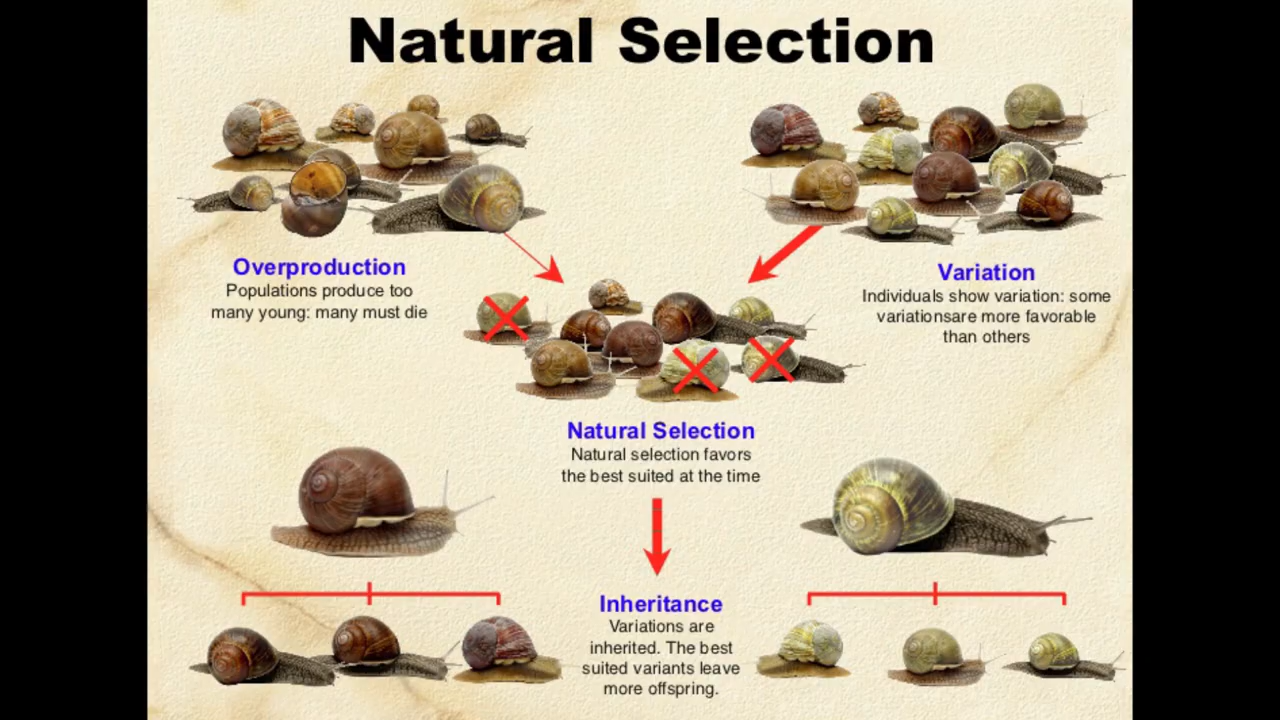 Natural Selection
Overproduction
Populations produce too
many young: many must die
Variation
Individuals show variation: some
variationsare more favorable
than others
Natural Selection
Natural selection favors
the best suited at the time
Inheritance
Variations are
inherited. The best
suited variants leave
more offspring.